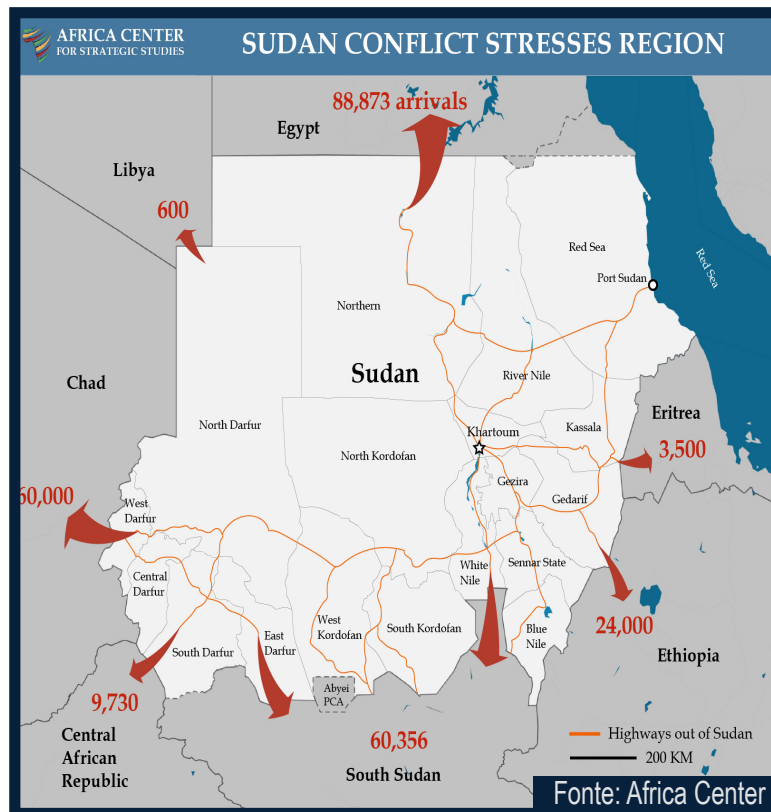 AFRICA CENTER
FOR STRATEGIC STUDIES
SUDAN CONFLICT STRESSES REGION
88,873 arrivals
Egypt
Libya
600
Red Sea
Port Sudan
Red Sea
Northern
Sudan
River Nile
Chad
North Darfur
Khartoum
Kassala
Eritrea
North Kordofan
3,500
Gezira
Gedarif
60,000
West
Darfur
Central
Darfur
White
Nile
Sennar State
West
Kordofan
South Kordofan
Blue
Nile
24,000
South Darfur
East
Darfur
Ethiopia
Abyei
PCA
9,730
Central
African
Republic
60,356
South Sudan
Highways out of Sudan
200 KM
Fonte: Africa Center